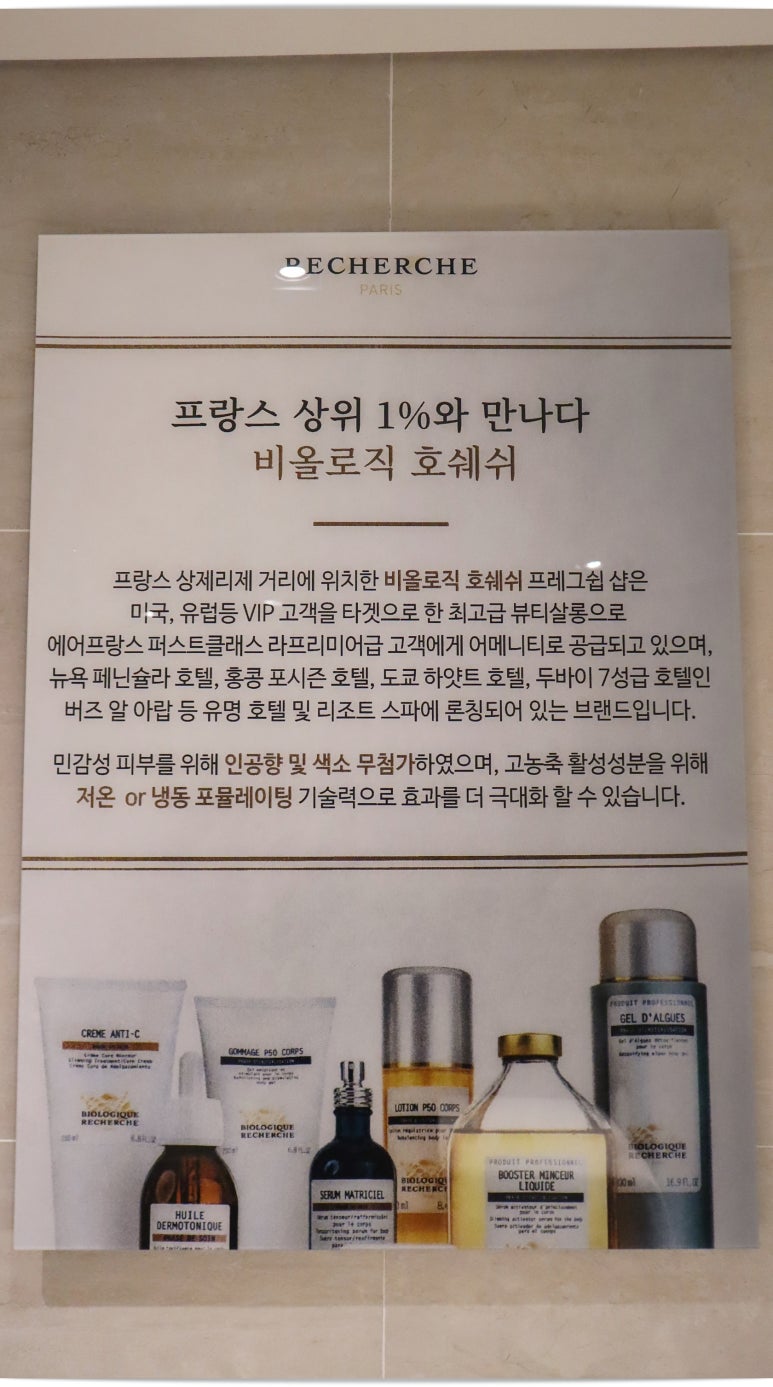 RECHERCHE
PARIS
프랑스 상위 1%와 만나다
비올로직 호쉐쉬
프랑스 상제리제 거리에 위치한 비올로직 호쉐쉬 프레그쉽 샵은
미국, 유럽등 VIP 고객을 타겟으로 한 최고급 뷰티살롱으로
에어프랑스 퍼스트클래스 라프리미어급 고객에게 어메니티로 공급되고 있으며,
뉴욕 페닌슐라 호텔, 홍콩 포시즌 호텔, 도쿄 하얏트 호텔, 두바이 7성급 호텔인
버즈 알 아랍 등 유명 호텔 및 리조트 스파에 론칭되어 있는 브랜드입니다.
민감성 피부를 위해 인공향 및 색소 무첨가하였으며, 고농축 활성성분을 위해
저온 or 냉동 포뮬레이팅 기술력으로 효과를 더 극대화 할 수 있습니다.
CREME ANTI-C
BIOLOGIQUE
RECHERCHE
GOMMAGE P50 CORPS
BIOLOGIQUE
RECHERCHE
HUILE
DERMOTONIQUE
PHASE DE SOIN
SERUM MATRICIEL
LOTION P50 CORPS
PRODUIT PROFESSIONNEL
BOOSTER MINCEUR
LIQUIDE
PRODUIT PROFESSIONNEL
GEL D'ALGUES
BIOLOGIQUE
RECHERCHE
16.9 fl.oz